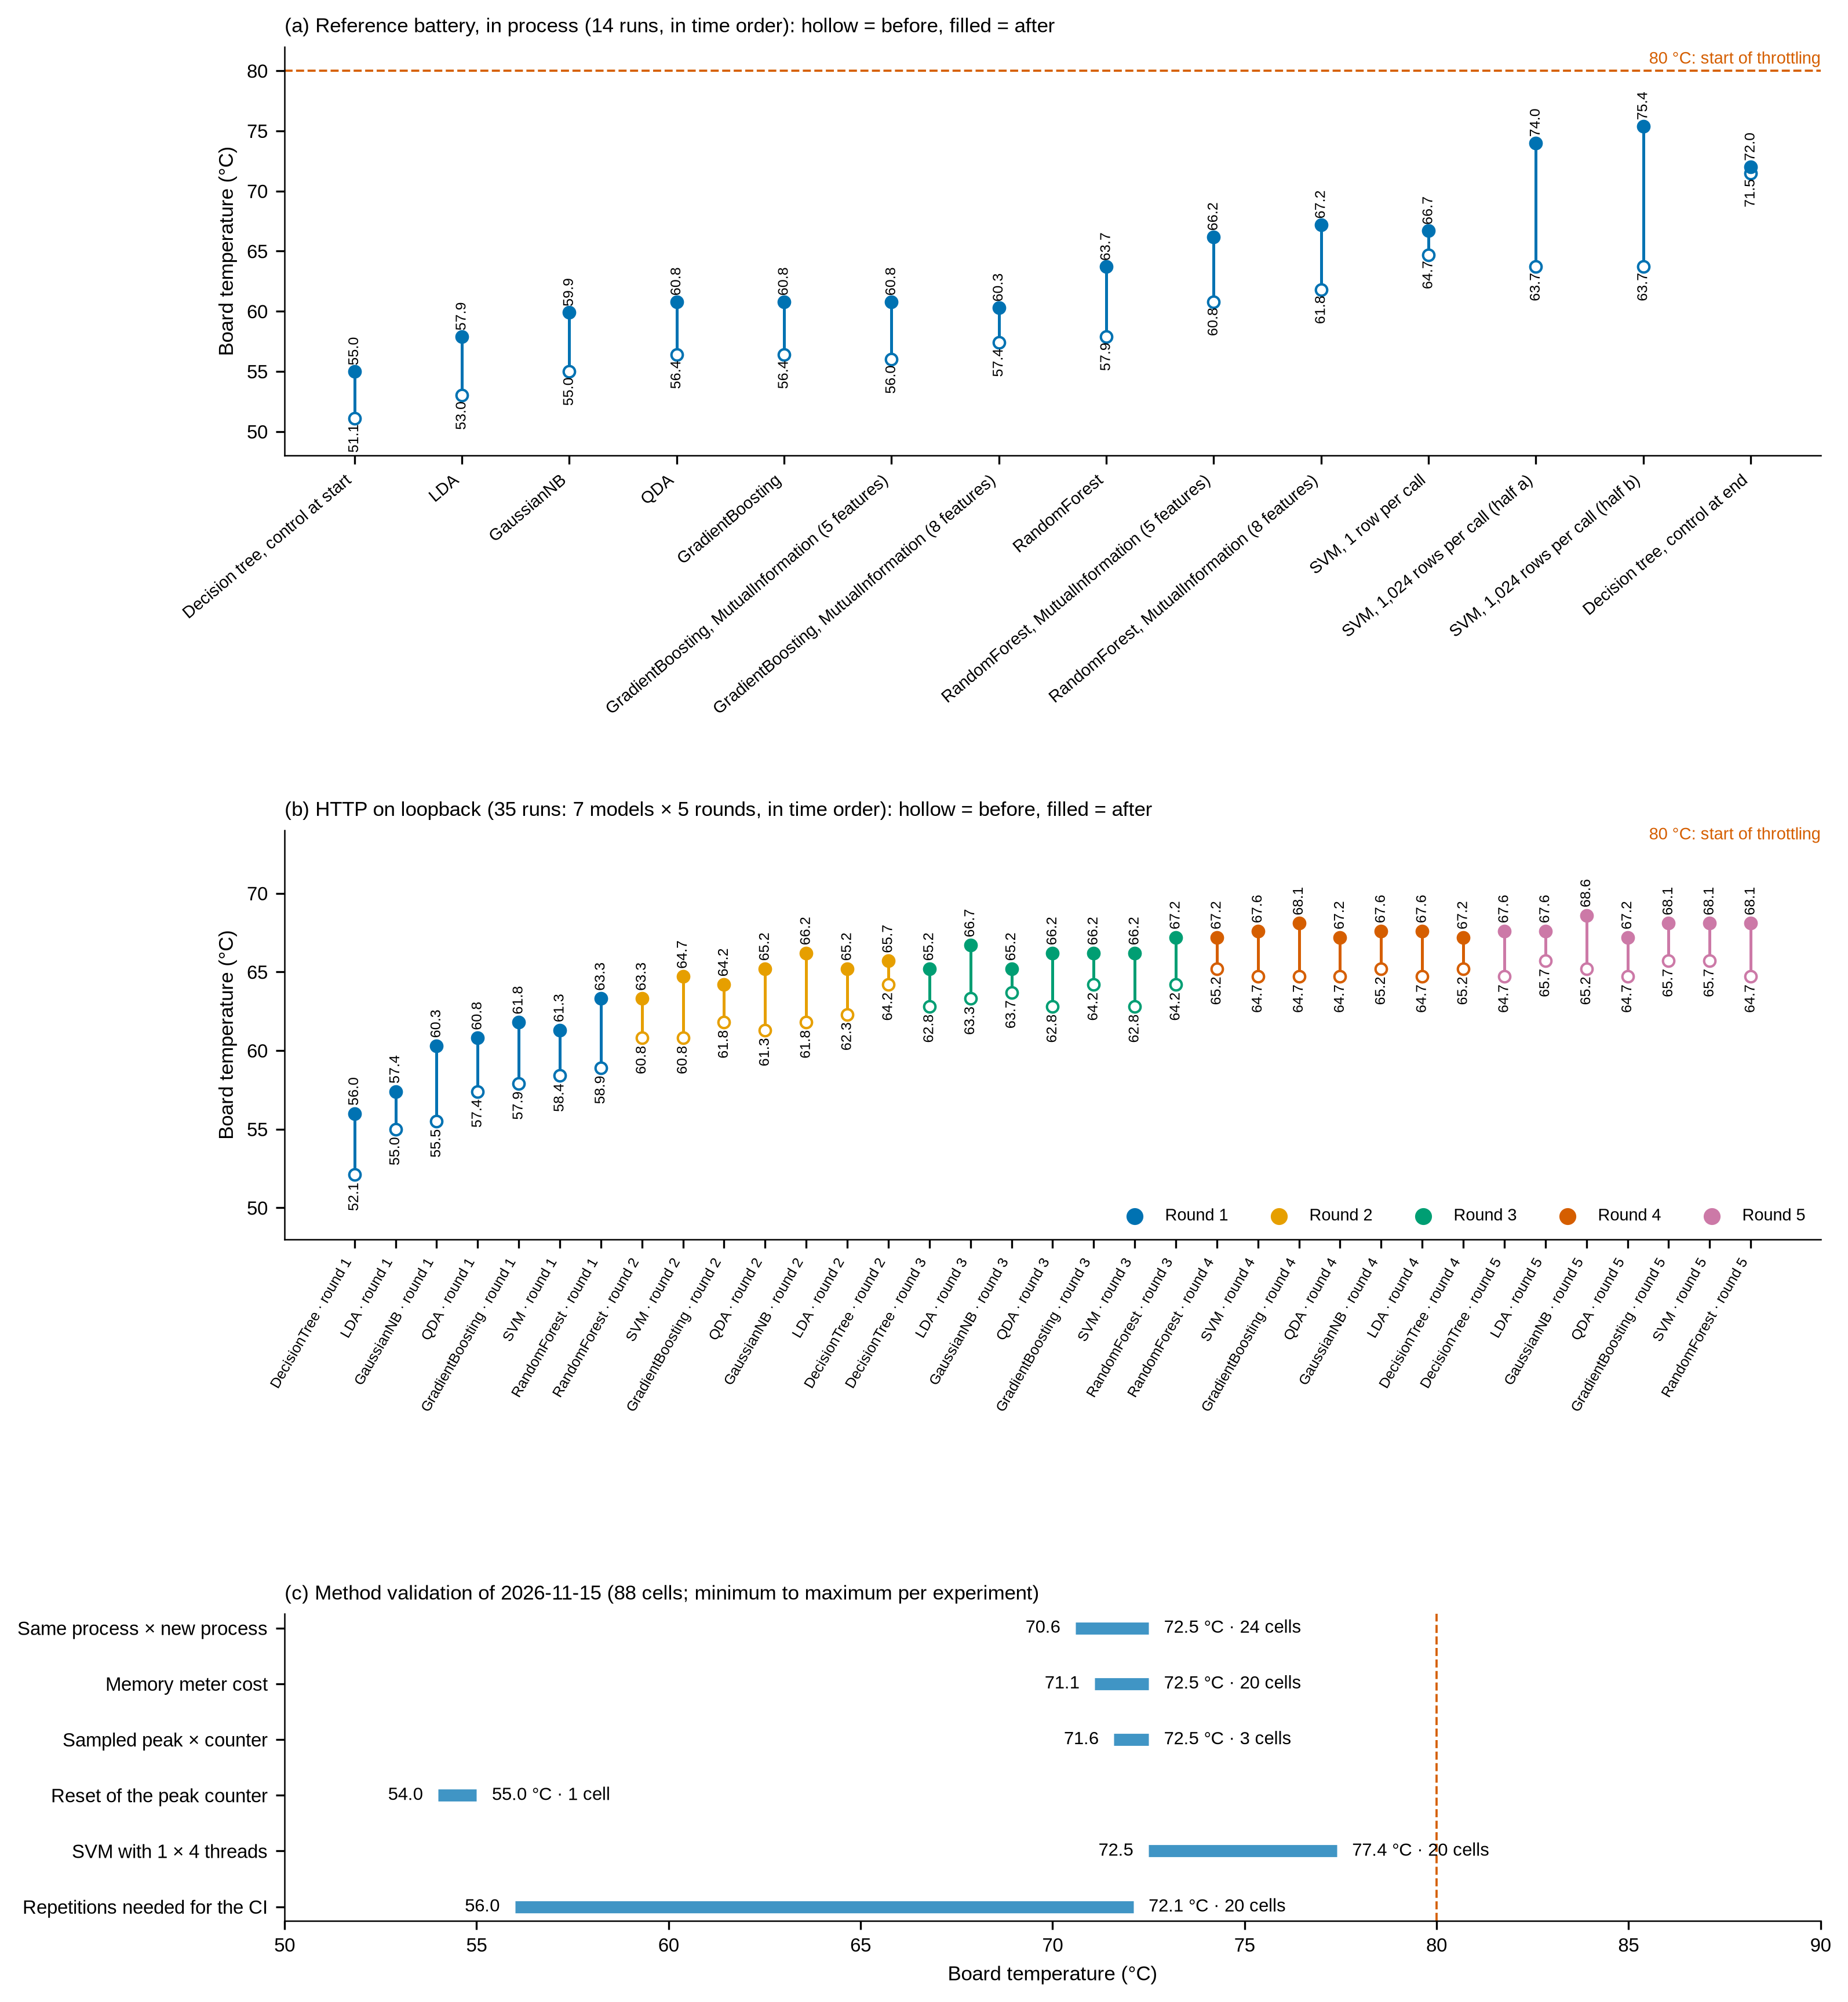 (a) Reference battery, in process (14 runs, in time order): hollow = before, filled = after
80 °C: start of throttling
Board temperature (°C)
80
75
70
65
60
55
50
55.0
57.9
59.9
60.8
60.8
60.8
60.3
63.7
66.2
67.2
66.7
74.0
75.4
72.0
51.1
53.0
55.0
56.4
56.4
56.0
57.4
57.9
60.8
61.8
64.7
63.7
63.7
71.5
Decision tree, control at start
LDA
GaussianNB
QDA
GradientBoosting
GradientBoosting, MutualInformation (5 features)
GradientBoosting, MutualInformation (8 features)
RandomForest
RandomForest, MutualInformation (5 features)
RandomForest, MutualInformation (8 features)
SVM, 1 row per call
SVM, 1,024 rows per call (half a)
SVM, 1,024 rows per call (half b)
Decision tree, control at end
(b) HTTP on loopback (35 runs: 7 models × 5 rounds, in time order): hollow = before, filled = after
80 °C: start of throttling
Board temperature (°C)
70
65
60
55
50
56.0
57.4
60.3
60.8
61.8
61.3
63.3
63.3
64.7
64.2
65.2
66.2
65.2
65.7
65.2
66.7
65.2
66.2
66.2
66.2
67.2
67.2
67.6
68.1
67.2
67.6
67.6
67.2
67.6
67.6
68.6
67.2
68.1
68.1
68.1
52.1
55.0
55.5
57.4
57.9
58.4
58.9
60.8
60.8
61.8
61.3
61.8
62.3
64.2
62.8
63.3
63.7
62.8
64.2
62.8
64.2
65.2
64.7
64.7
64.7
65.2
64.7
65.2
64.7
65.7
65.2
64.7
65.7
65.7
64.7
Round 1
Round 2
Round 3
Round 4
Round 5
DecisionTree · round 1
LDA · round 1
GaussianNB · round 1
QDA · round 1
GradientBoosting · round 1
SVM · round 1
RandomForest · round 1
RandomForest · round 2
SVM · round 2
GradientBoosting · round 2
QDA · round 2
GaussianNB · round 2
LDA · round 2
DecisionTree · round 2
DecisionTree · round 3
LDA · round 3
GaussianNB · round 3
QDA · round 3
GradientBoosting · round 3
SVM · round 3
RandomForest · round 3
RandomForest · round 4
SVM · round 4
GradientBoosting · round 4
QDA · round 4
GaussianNB · round 4
LDA · round 4
DecisionTree · round 4
DecisionTree · round 5
LDA · round 5
GaussianNB · round 5
QDA · round 5
GradientBoosting · round 5
SVM · round 5
RandomForest · round 5
(c) Method validation of 2026-11-15 (88 cells; minimum to maximum per experiment)
Same process × new process
70.6
72.5 °C · 24 cells
Memory meter cost
71.1
72.5 °C · 20 cells
Sampled peak × counter
71.6
72.5 °C · 3 cells
Reset of the peak counter
54.0
55.0 °C · 1 cell
SVM with 1 × 4 threads
72.5
77.4 °C · 20 cells
Repetitions needed for the CI
56.0
72.1 °C · 20 cells
50
55
60
65
70
75
80
85
90
Board temperature (°C)